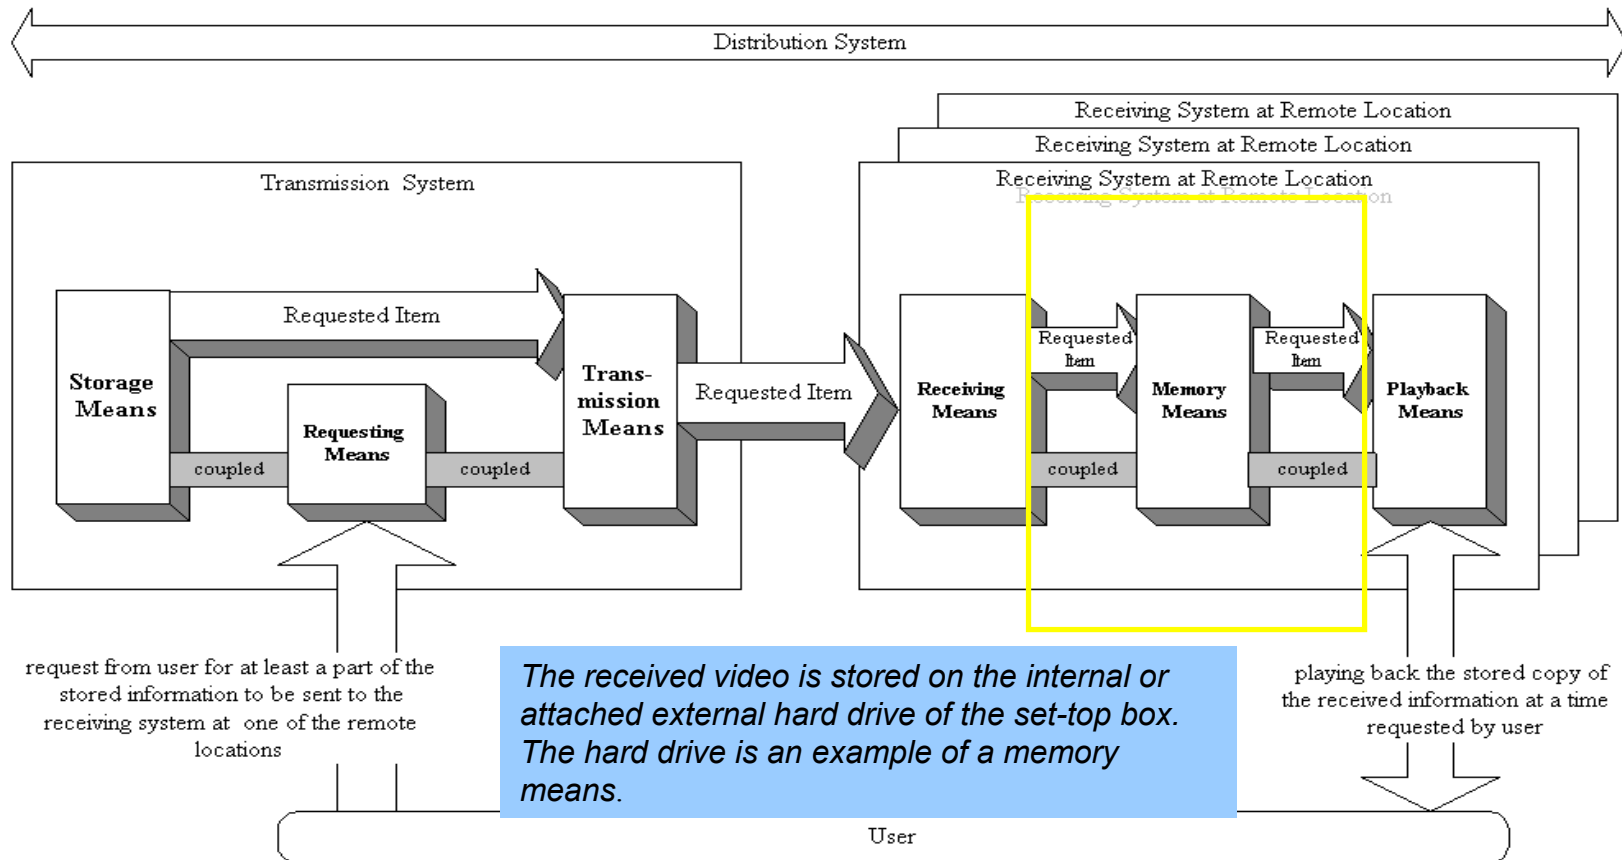 Distribution System
Receiving System at Remote Location
Receiving System at Remote Location
Receiving System at Remote Location
Receiving System at Remote Location
Transmission System
Storage
Means
Requested Item
Requesting
Means
coupled
coupled
Trans-
mission
Means
Requested Item
Receiving
Means
Requested
Item
coupled
Memory
Means
Requested
Item
coupled
Playback
Means
request from user for at least a part of the
stored information to be sent to the
receiving system at one of the remote
locations
The received video is stored on the internal or
attached external hard drive of the set-top box.
The hard drive is an example of a memory
means.
playing back the stored copy of
the received information at a time
requested by user
User